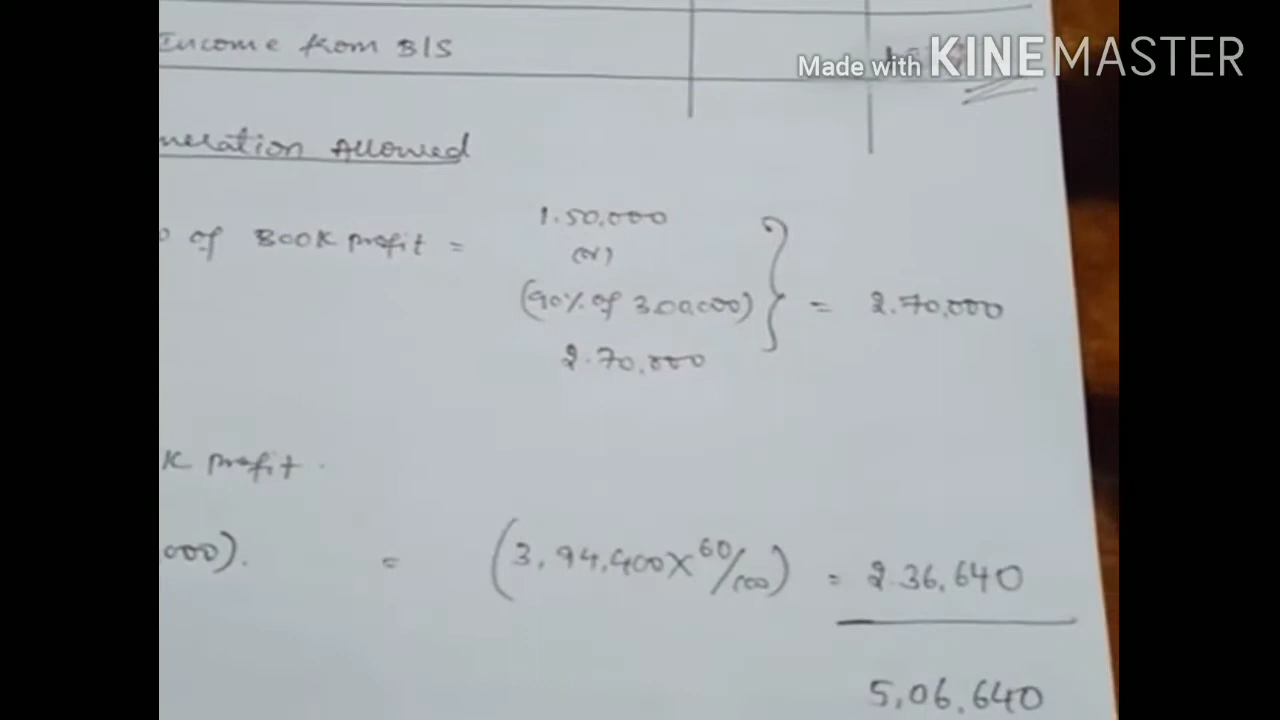 Income from B/S
Made with KINEMASTER
neration Allowed
1.50,000
of Book profit =
(or)
(90% of 3,00,000) = 2.70,000
2.70,000
K profit.
000). = (3,94,400 X 60/100) = 2.36,640
5,06,640